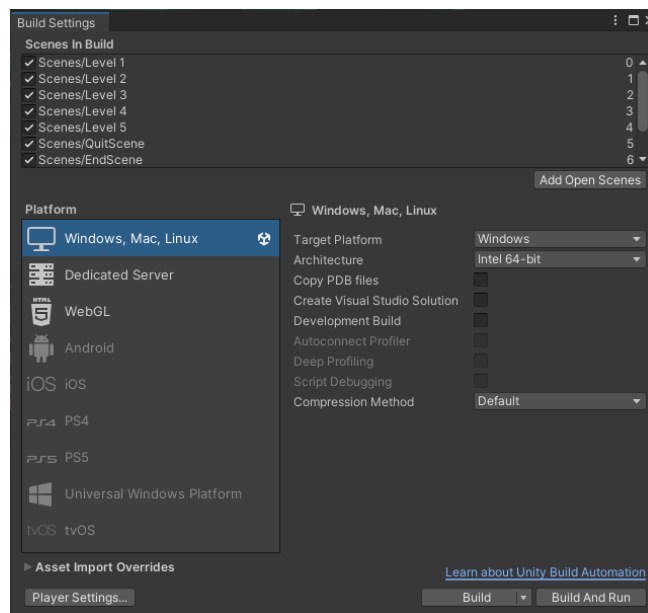 Build Settings
Scenes In Build
Scenes/Level 1 0
Scenes/Level 2 1
Scenes/Level 3 2
Scenes/Level 4 3
Scenes/Level 5 4
Scenes/QuitScene 5
Scenes/EndScene 6
Add Open Scenes
Platform
Windows, Mac, Linux
Dedicated Server
HTML 5 WebGL
Android
iOS iOS
PS4 PS4
PS5 PS5
Universal Windows Platform
tvOS tvOS
Windows, Mac, Linux
Target Platform Windows
Architecture Intel 64-bit
Copy PDB files
Create Visual Studio Solution
Development Build
Autoconnect Profiler
Deep Profiling
Script Debugging
Compression Method Default
Asset Import Overrides
Learn about Unity Build Automation
Player Settings... Build Build And Run